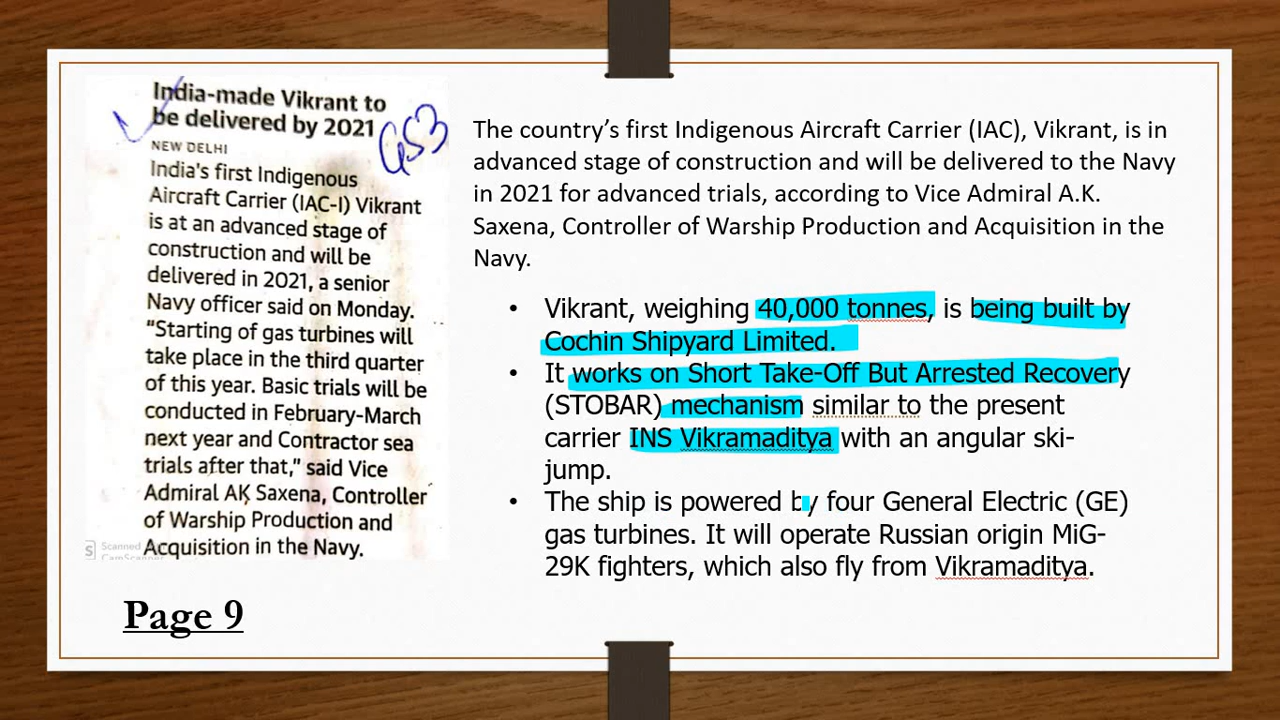 India-made Vikrant to
be delivered by 2021
GS3
NEW DELHI
India's first Indigenous
Aircraft Carrier (IAC-I) Vikrant
is at an advanced stage of
construction and will be
delivered in 2021, a senior
Navy officer said on Monday.
"Starting of gas turbines will
take place in the third quarter
of this year. Basic trials will be
conducted in February-March
next year and Contractor sea
trials after that," said Vice
Admiral AK Saxena, Controller
of Warship Production and
Acquisition in the Navy.
S Scanned
CamScanner
Page 9
The country’s first Indigenous Aircraft Carrier (IAC), Vikrant, is in
advanced stage of construction and will be delivered to the Navy
in 2021 for advanced trials, according to Vice Admiral A.K.
Saxena, Controller of Warship Production and Acquisition in the
Navy.
• Vikrant, weighing 40,000 tonnes, is being built by
Cochin Shipyard Limited.
• It works on Short Take-Off But Arrested Recovery
(STOBAR) mechanism similar to the present
carrier INS Vikramaditya with an angular ski-
jump.
• The ship is powered by four General Electric (GE)
gas turbines. It will operate Russian origin MiG-
29K fighters, which also fly from Vikramaditya.